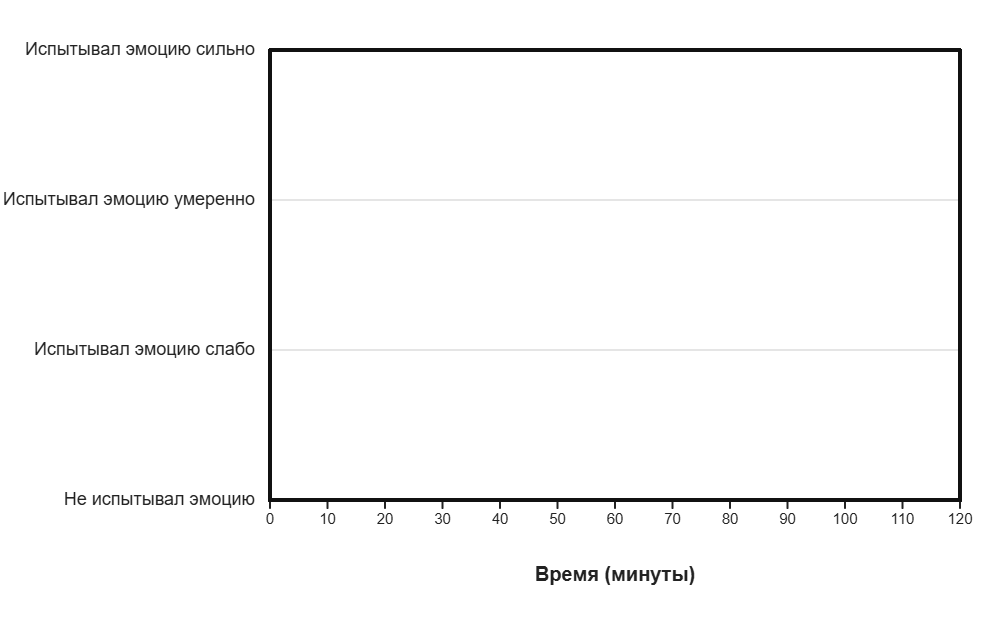 Испытывал эмоцию сильно
Испытывал эмоцию умеренно
Испытывал эмоцию слабо
Не испытывал эмоцию
0 10 20 30 40 50 60 70 80 90 100 110 120
Время (минуты)